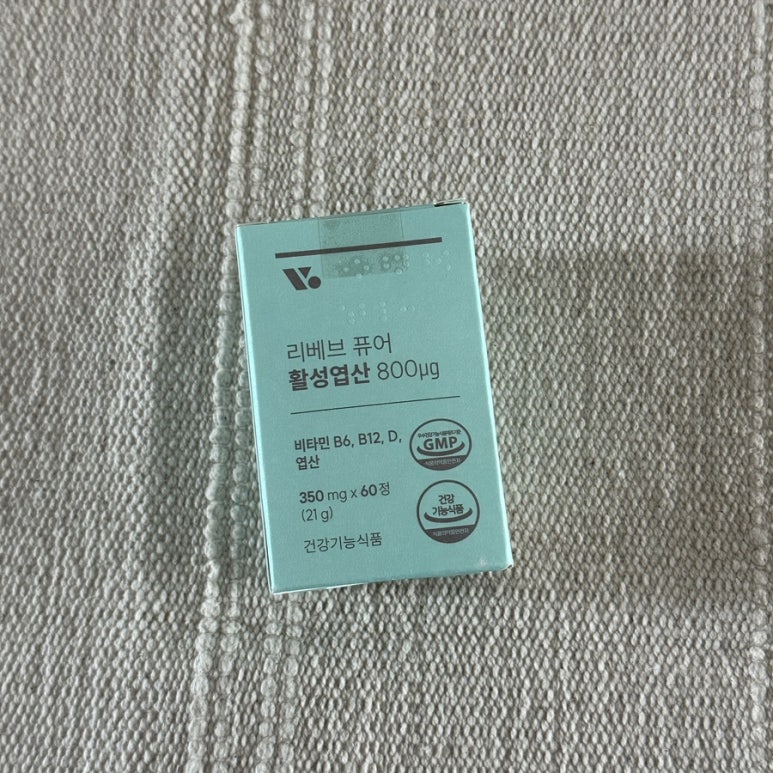 리베브 퓨어
활성엽산 800μg
비타민 B6, B12, D,
엽산
GMP
350 mg x 60정
(21 g)
건강
기능식품
건강기능식품